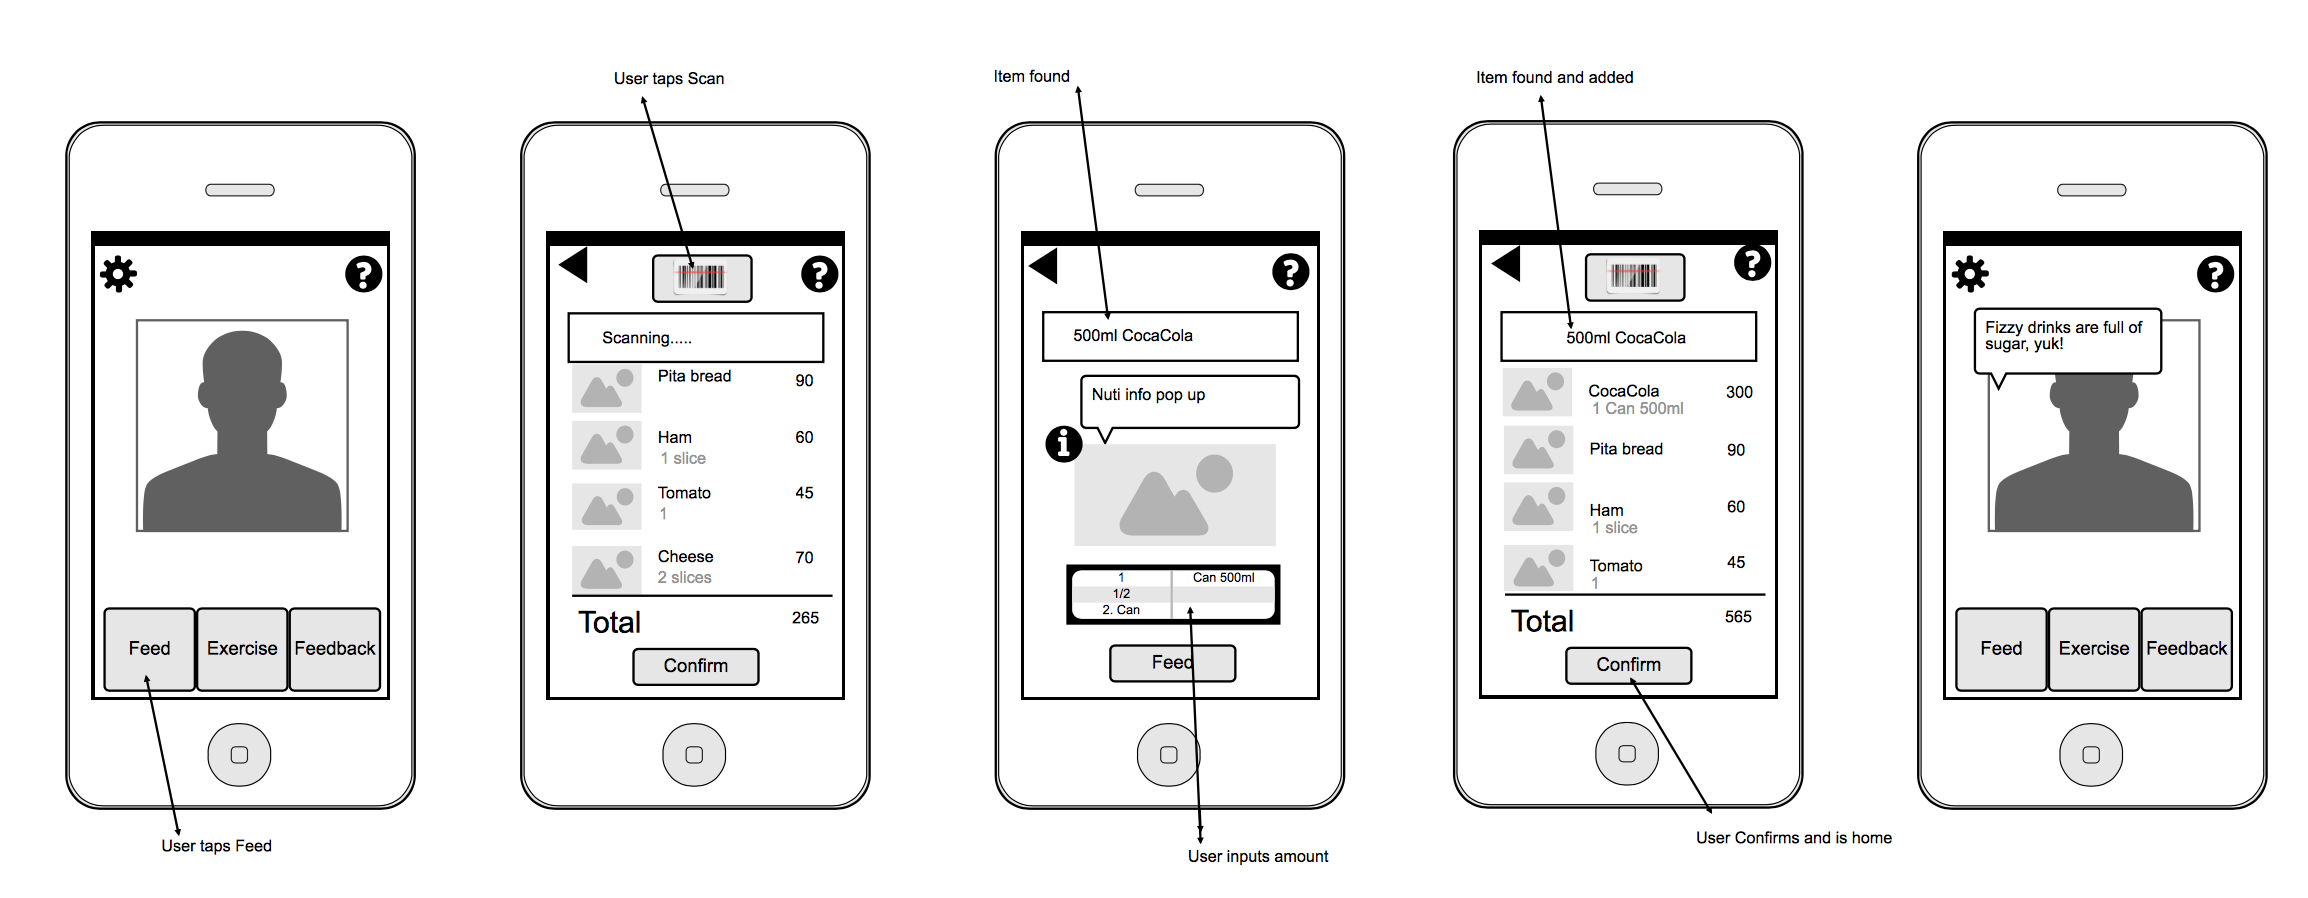 User taps Scan
Item found
Item found and added
?
Feed
Exercise
Feedback
User taps Feed
?
Scanning.....
Pita bread 90
Ham 60
1 slice
Tomato 45
1
Cheese 70
2 slices
Total 265
Confirm
?
500ml CocaCola
Nuti info pop up
i
1 Can 500ml
1/2
2. Can
Feed
User inputs amount
?
500ml CocaCola
CocaCola 300
1 Can 500ml
Pita bread 90
Ham 60
1 slice
Tomato 45
1
Total 565
Confirm
User Confirms and is home
?
Fizzy drinks are full of
sugar, yuk!
Feed
Exercise
Feedback